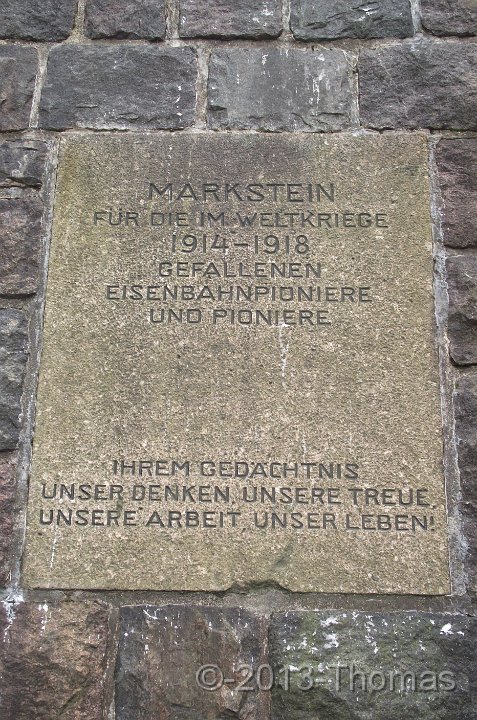 MARKSTEIN
FÜR DIE IM WELTKRIEGE
1914-1918
GEFALLENEN
EISENBAHNPIONIERE
UND PIONIERE
IHREM GEDÄCHTNIS
UNSER DENKEN, UNSERE TREUE,
UNSERE ARBEIT, UNSER LEBEN!
©-2013-Thomas